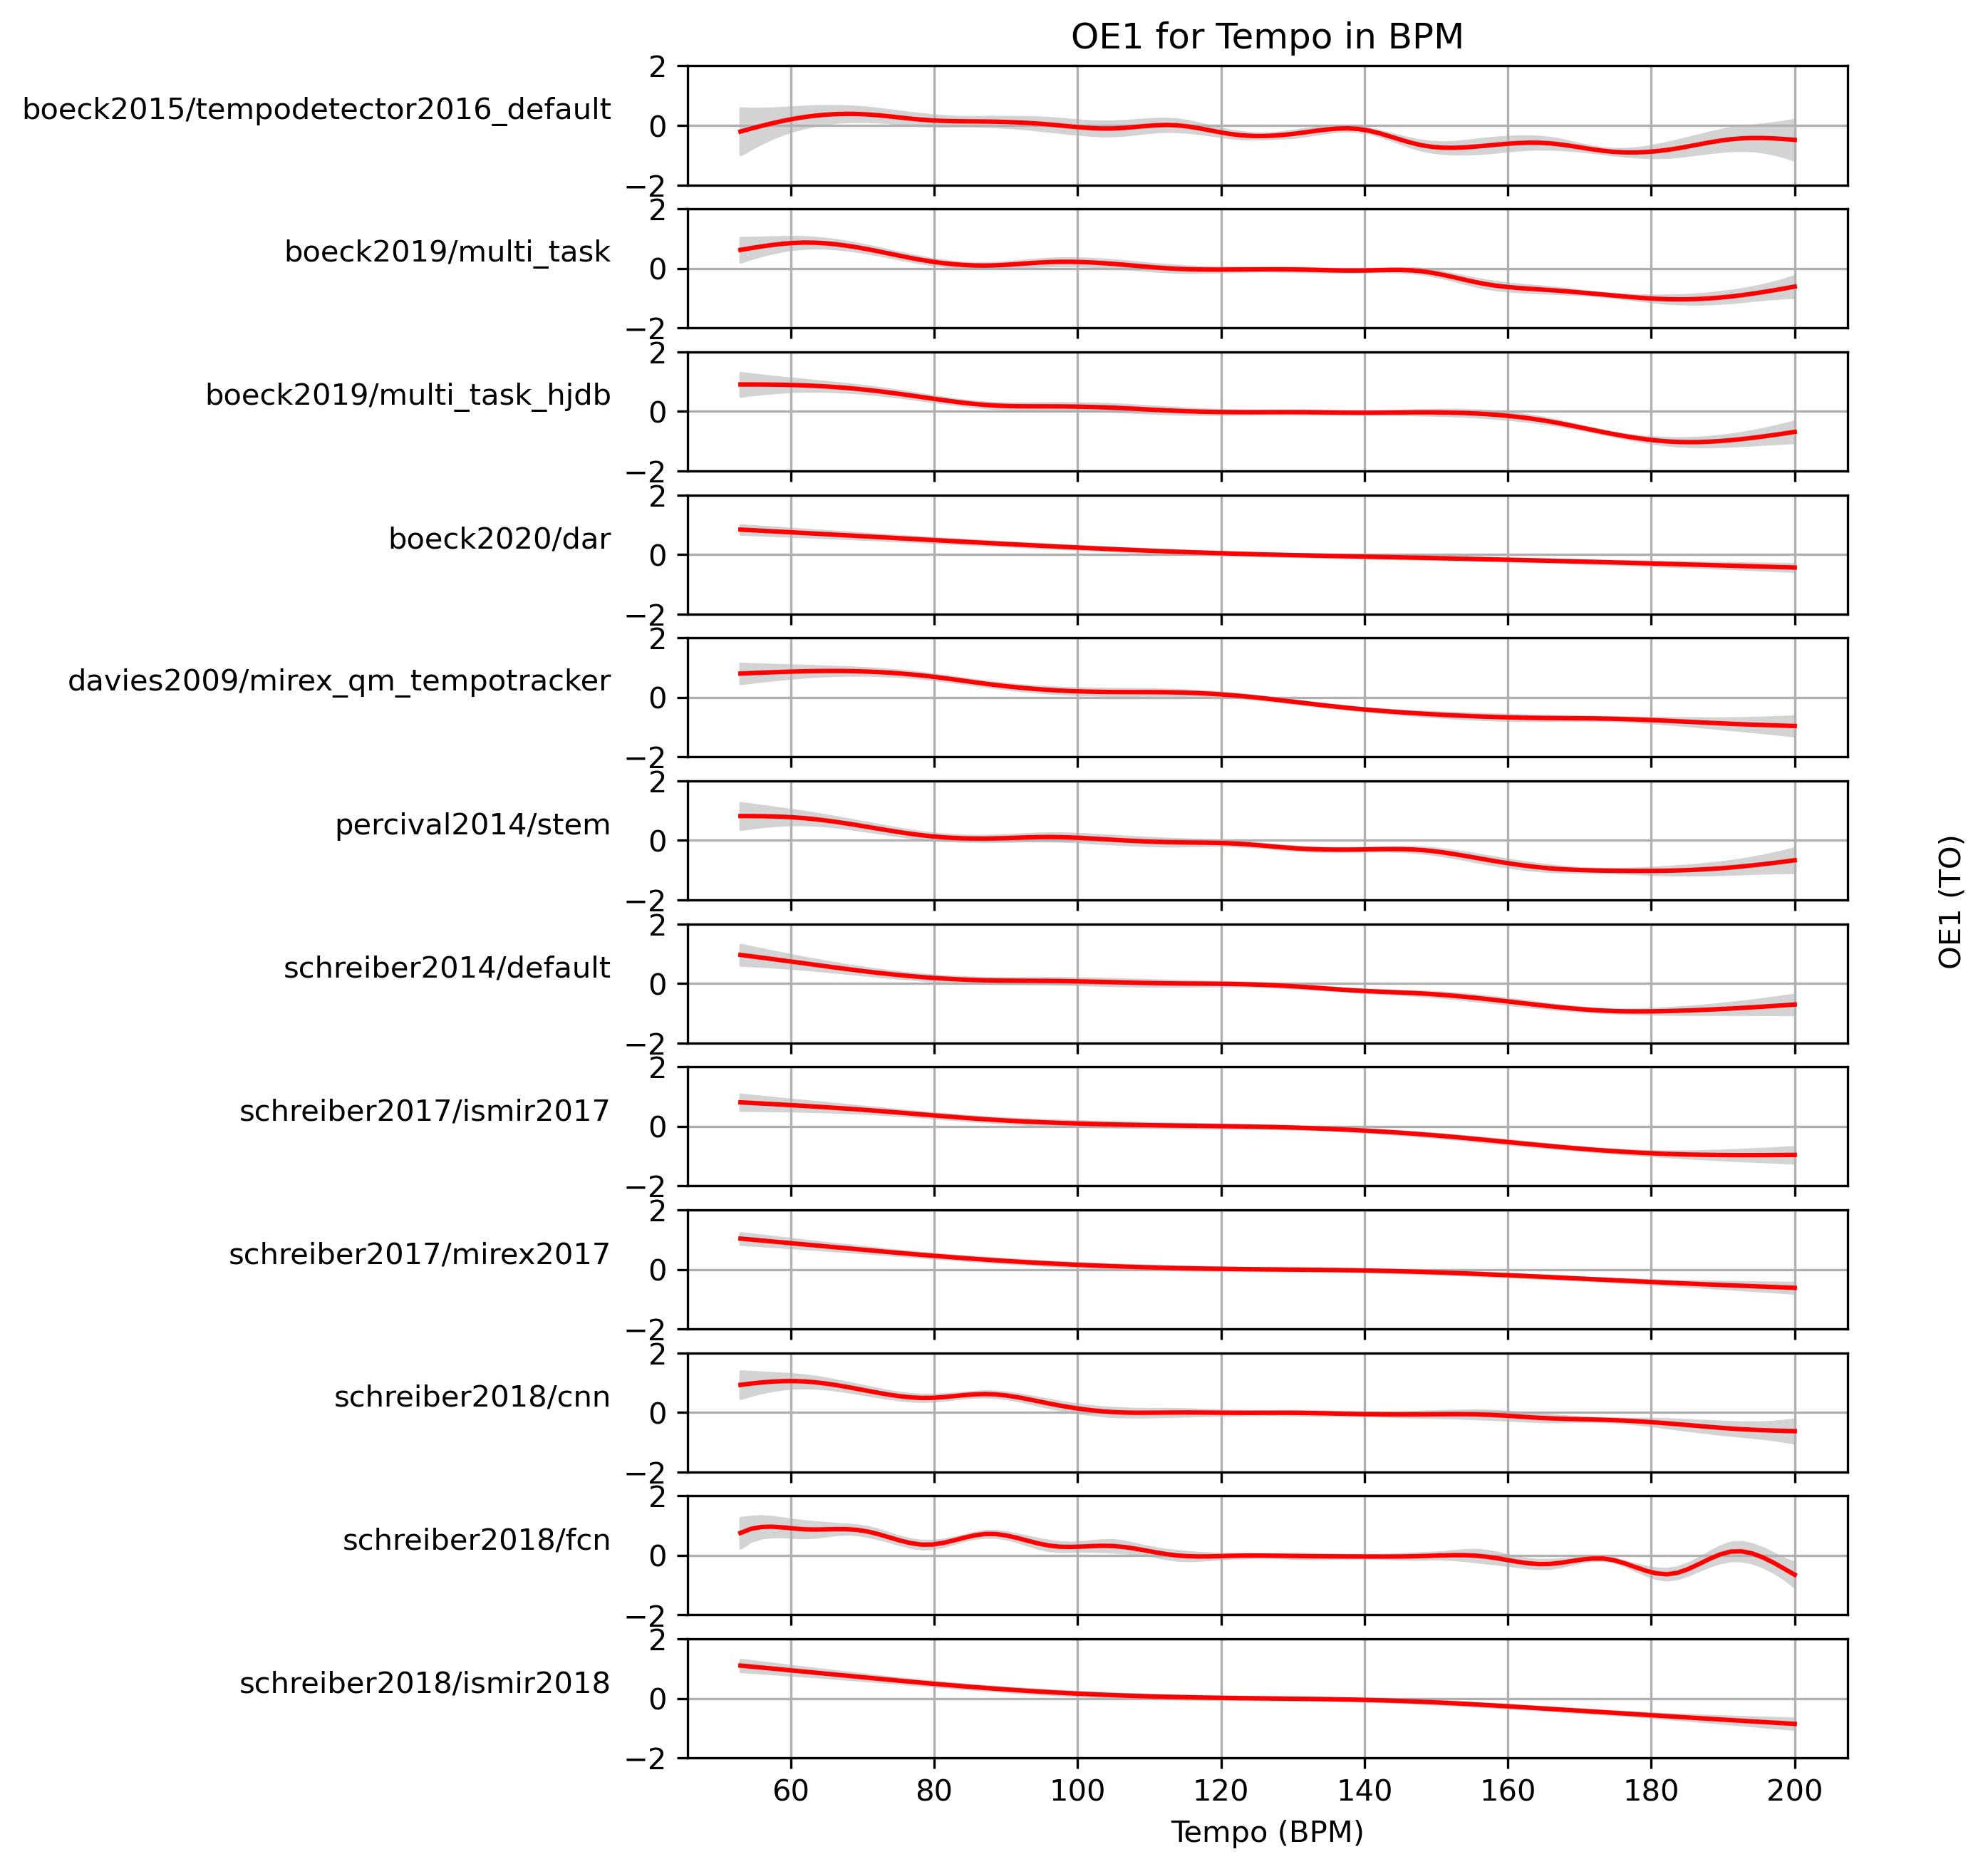 OE1 for Tempo in BPM
boeck2015/tempodetector2016_default
2
0
−2
boeck2019/multi_task
2
0
−2
boeck2019/multi_task_hjdb
2
0
−2
boeck2020/dar
2
0
−2
davies2009/mirex_qm_tempotracker
2
0
−2
percival2014/stem
2
0
−2
schreiber2014/default
2
0
−2
schreiber2017/ismir2017
2
0
−2
schreiber2017/mirex2017
2
0
−2
schreiber2018/cnn
2
0
−2
schreiber2018/fcn
2
0
−2
schreiber2018/ismir2018
2
0
−2
60 80 100 120 140 160 180 200
Tempo (BPM)
OE1 (TO)